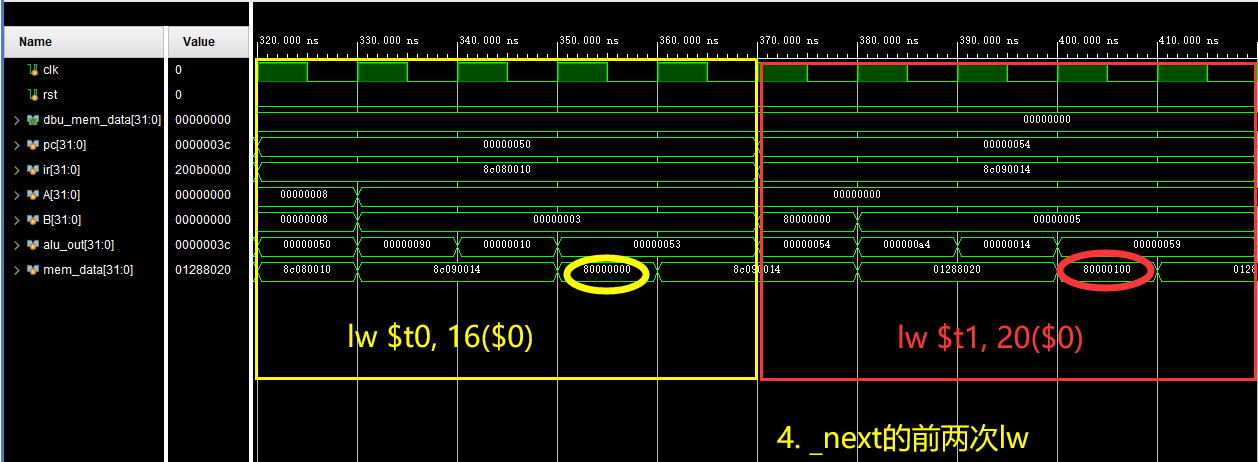 Name Value 320.000 ns 330.000 ns 340.000 ns 350.000 ns 360.000 ns 370.000 ns 380.000 ns 390.000 ns 400.000 ns 410.000 ns
clk 0
rst 0
dbu_mem_data[31:0] 00000000 00000000
pc[31:0] 0000003c 00000050 00000054
ir[31:0] 200b0000 8c080010 8c090014
A[31:0] 00000000 00000008 00000000
B[31:0] 00000000 00000008 00000003 80000000 00000005
alu_out[31:0] 0000003c 00000050 00000090 00000010 00000053 00000054 000000a4 00000014 00000059
mem_data[31:0] 01288020 8c080010 8c090014 80000000 8c090014 01288020 80000100 0128
lw $t0, 16($0) lw $t1, 20($0)
4. _next的前两次lw